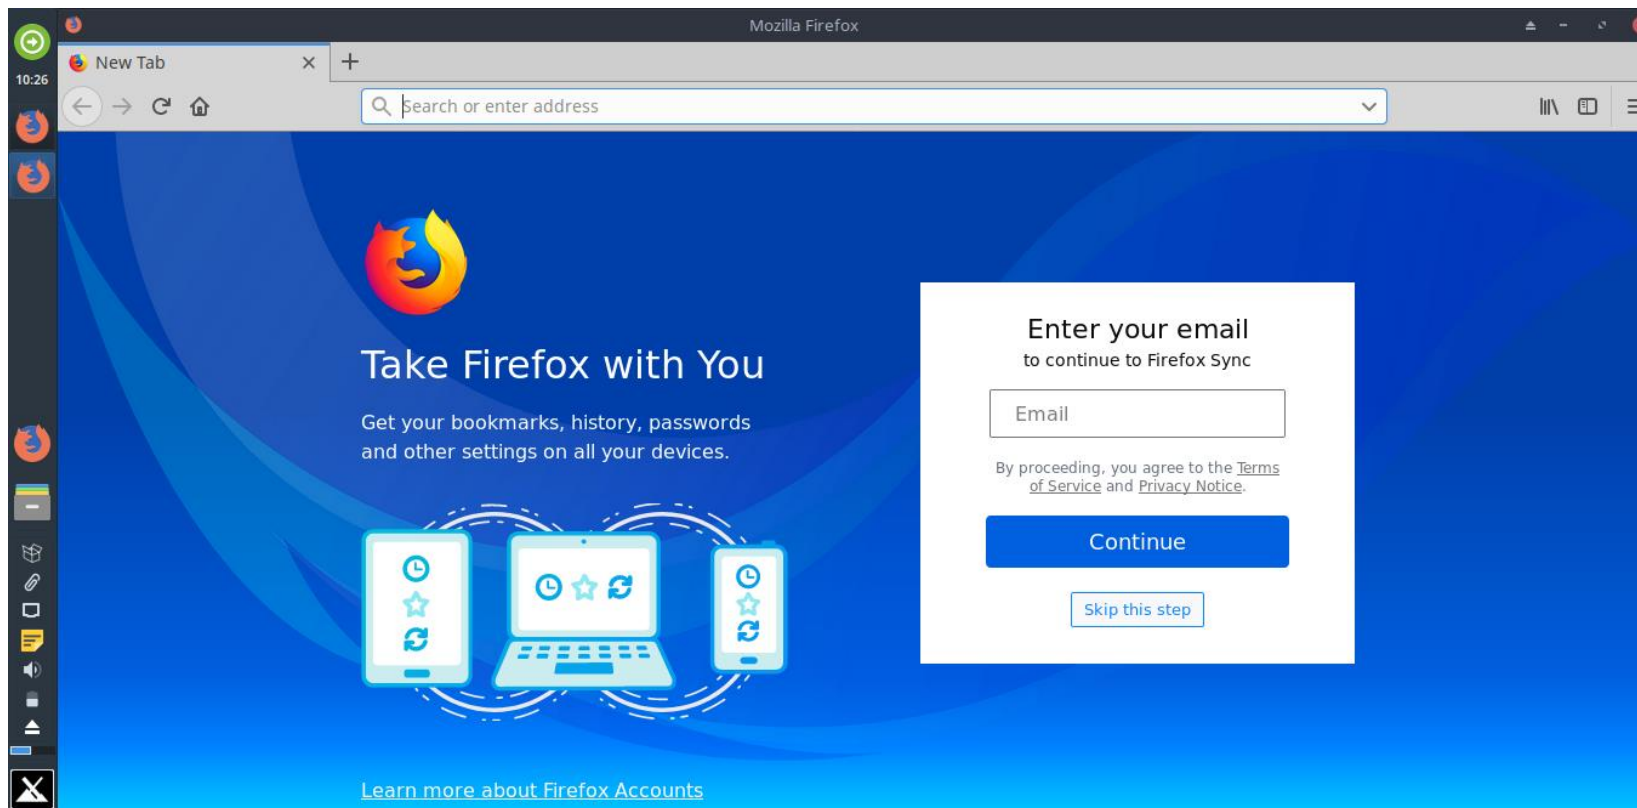 Mozilla Firefox
New Tab
10:26
Search or enter address
Take Firefox with You
Get your bookmarks, history, passwords
and other settings on all your devices.
Learn more about Firefox Accounts
Enter your email
to continue to Firefox Sync
Email
By proceeding, you agree to the Terms
of Service and Privacy Notice.
Continue
Skip this step